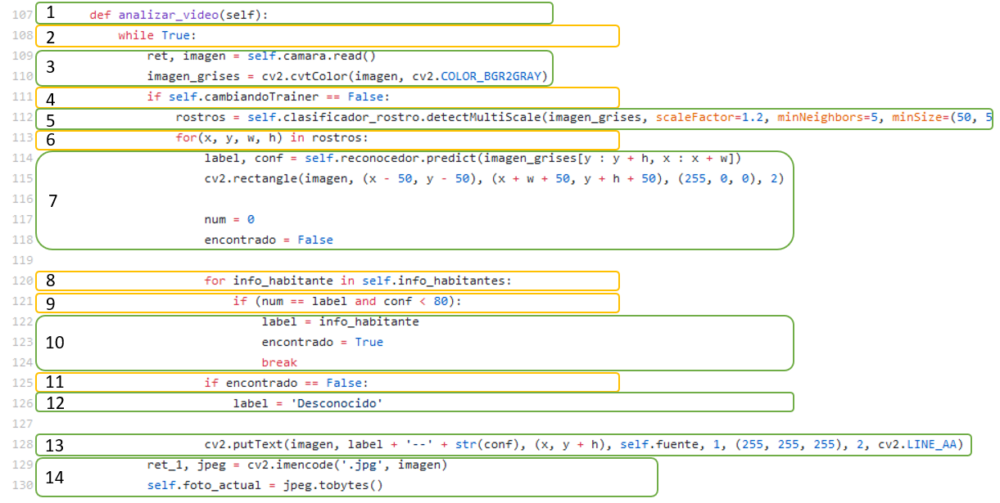 107 1 def analizar_video(self):
108 2 while True:
109 3 ret, imagen = self.camara.read()
110 imagen_grises = cv2.cvtColor(imagen, cv2.COLOR_BGR2GRAY)
111 4 if self.cambiandoTrainer == False:
112 5 rostros = self.clasificador_rostro.detectMultiScale(imagen_grises, scaleFactor=1.2, minNeighbors=5, minSize=(50, 5
113 6 for(x, y, w, h) in rostros:
114 label, conf = self.reconocedor.predict(imagen_grises[y : y + h, x : x + w])
115 cv2.rectangle(imagen, (x - 50, y - 50), (x + w + 50, y + h + 50), (255, 0, 0), 2)
116 7
117 num = 0
118 encontrado = False
119
120 8 for info_habitante in self.info_habitantes:
121 9 if (num == label and conf < 80):
122 label = info_habitante
123 10 encontrado = True
124 break
125 11 if encontrado == False:
126 12 label = 'Desconocido'
127
128 13 cv2.putText(imagen, label + '--' + str(conf), (x, y + h), self.fuente, 1, (255, 255, 255), 2, cv2.LINE_AA)
129 14 ret_1, jpeg = cv2.imencode('.jpg', imagen)
130 self.foto_actual = jpeg.tobytes()